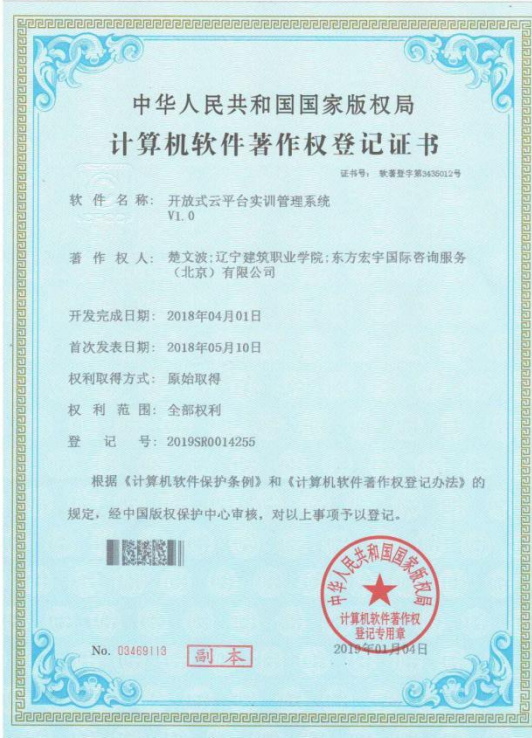 中华人民共和国国家版权局
计算机软件著作权登记证书
证书号： 软著登字第3435012号
软件名称： 开放式云平台实训管理系统
V1.0
著作权人： 楚文波;辽宁建筑职业学院;东方宏宇国际咨询服务
（北京）有限公司
开发完成日期： 2018年04月01日
首次发表日期： 2018年05月10日
权利取得方式： 原始取得
权利范围： 全部权利
登记号： 2019SR0014255
根据《计算机软件保护条例》和《计算机软件著作权登记办法》的
规定，经中国版权保护中心审核，对以上事项予以登记。
中华人民共和国国家版权局
计算机软件著作权
登记专用章
No. 03469113
副本
2019年01月04日